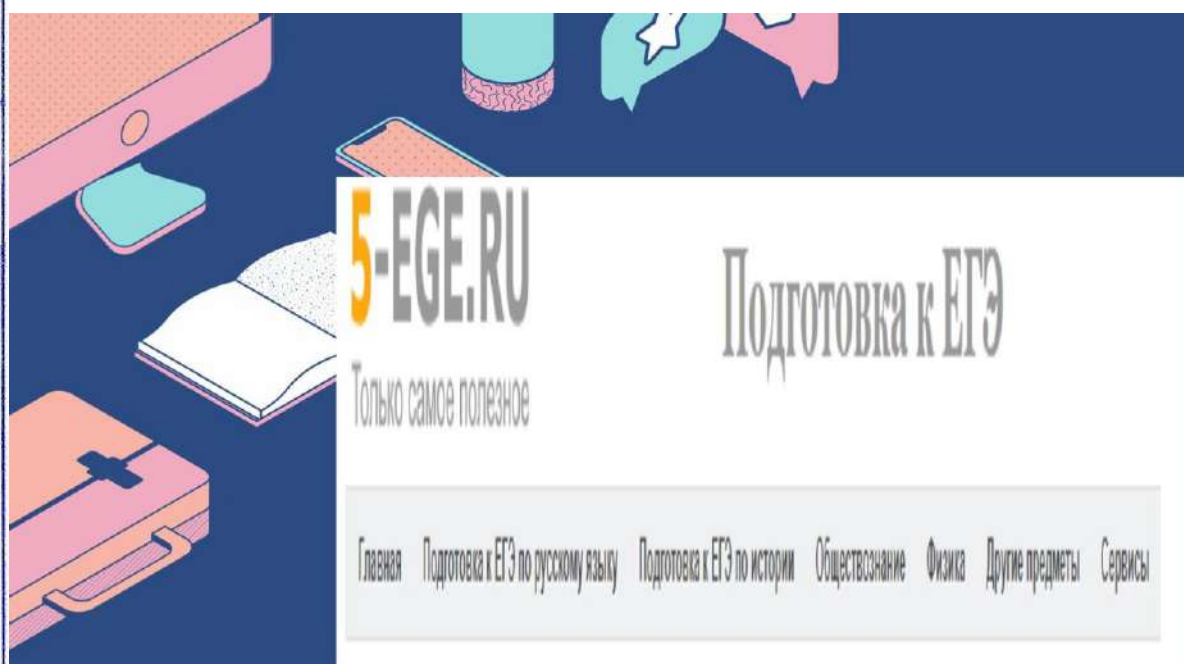 5-EGE.RU
Подготовка к ЕГЭ
Только самое полезное
Главная Подготовка к ЕГЭ по русскому языку Подготовка к ЕГЭ по истории Обществознание Физика Другие предметы Сервисы